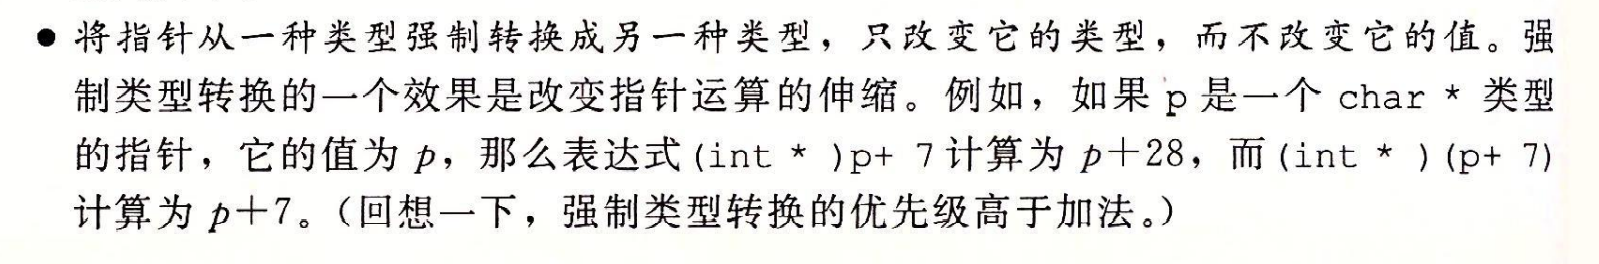 ● 将指针从一种类型强制转换成另一种类型，只改变它的类型，而不改变它的值。强
制类型转换的一个效果是改变指针运算的伸缩。例如，如果 p 是一个 char * 类型
的指针，它的值为 p，那么表达式(int * )p+ 7计算为 p+28，而(int * )(p+ 7)
计算为 p+7。（回想一下，强制类型转换的优先级高于加法。）